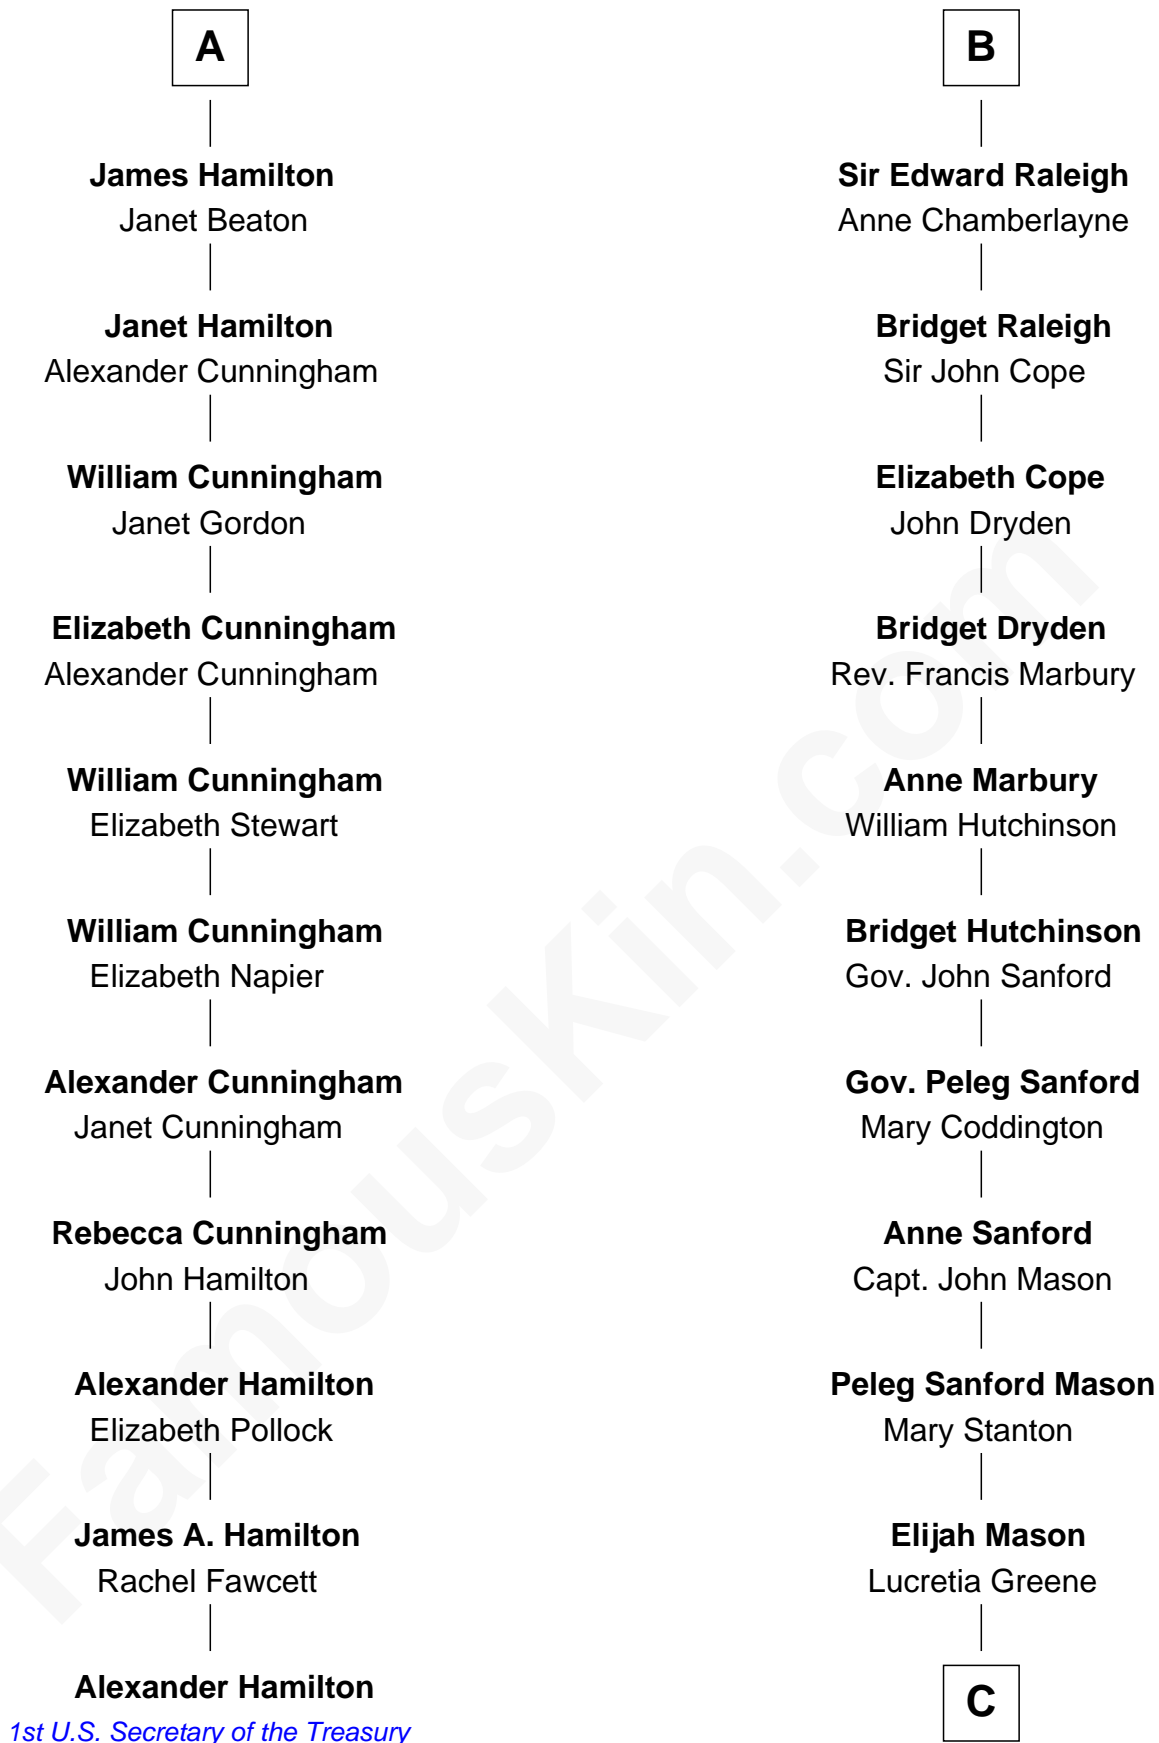 A
James Hamilton
Janet Beaton
Janet Hamilton
Alexander Cunningham
William Cunningham
Janet Gordon
Elizabeth Cunningham
Alexander Cunningham
William Cunningham
Elizabeth Stewart
William Cunningham
Elizabeth Napier
Alexander Cunningham
Janet Cunningham
Rebecca Cunningham
John Hamilton
Alexander Hamilton
Elizabeth Pollock
James A. Hamilton
Rachel Fawcett
Alexander Hamilton
1st U.S. Secretary of the Treasury
B
Sir Edward Raleigh
Anne Chamberlayne
Bridget Raleigh
Sir John Cope
Elizabeth Cope
John Dryden
Bridget Dryden
Rev. Francis Marbury
Anne Marbury
William Hutchinson
Bridget Hutchinson
Gov. John Sanford
Gov. Peleg Sanford
Mary Coddington
Anne Sanford
Capt. John Mason
Peleg Sanford Mason
Mary Stanton
Elijah Mason
Lucretia Greene
C
FamousKin.com